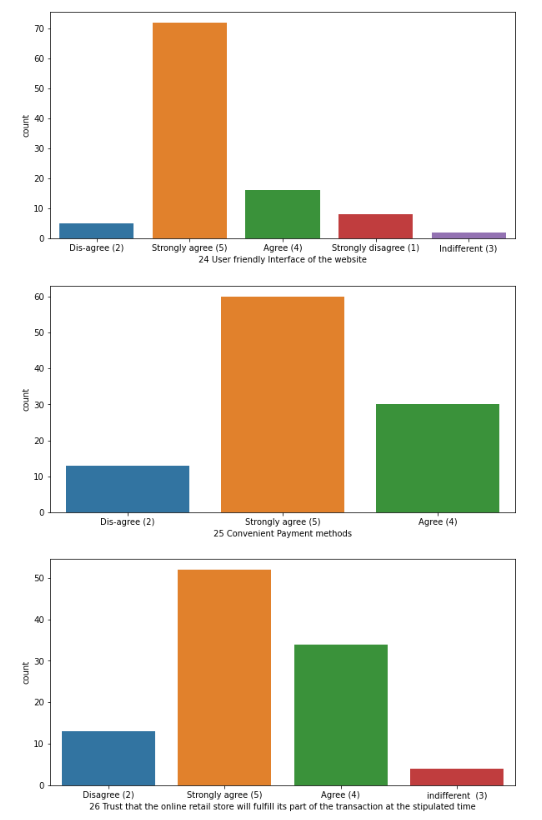 70
60
50
40
30
20
10
0
count
Dis-agree (2) Strongly agree (5) Agree (4) Strongly disagree (1) Indifferent (3)
24 User friendly Interface of the website
60
50
40
30
20
10
0
count
Dis-agree (2) Strongly agree (5) Agree (4)
25 Convenient Payment methods
50
40
30
20
10
0
count
Disagree (2) Strongly agree (5) Agree (4) indifferent  (3)
26 Trust that the online retail store will fulfill its part of the transaction at the stipulated time